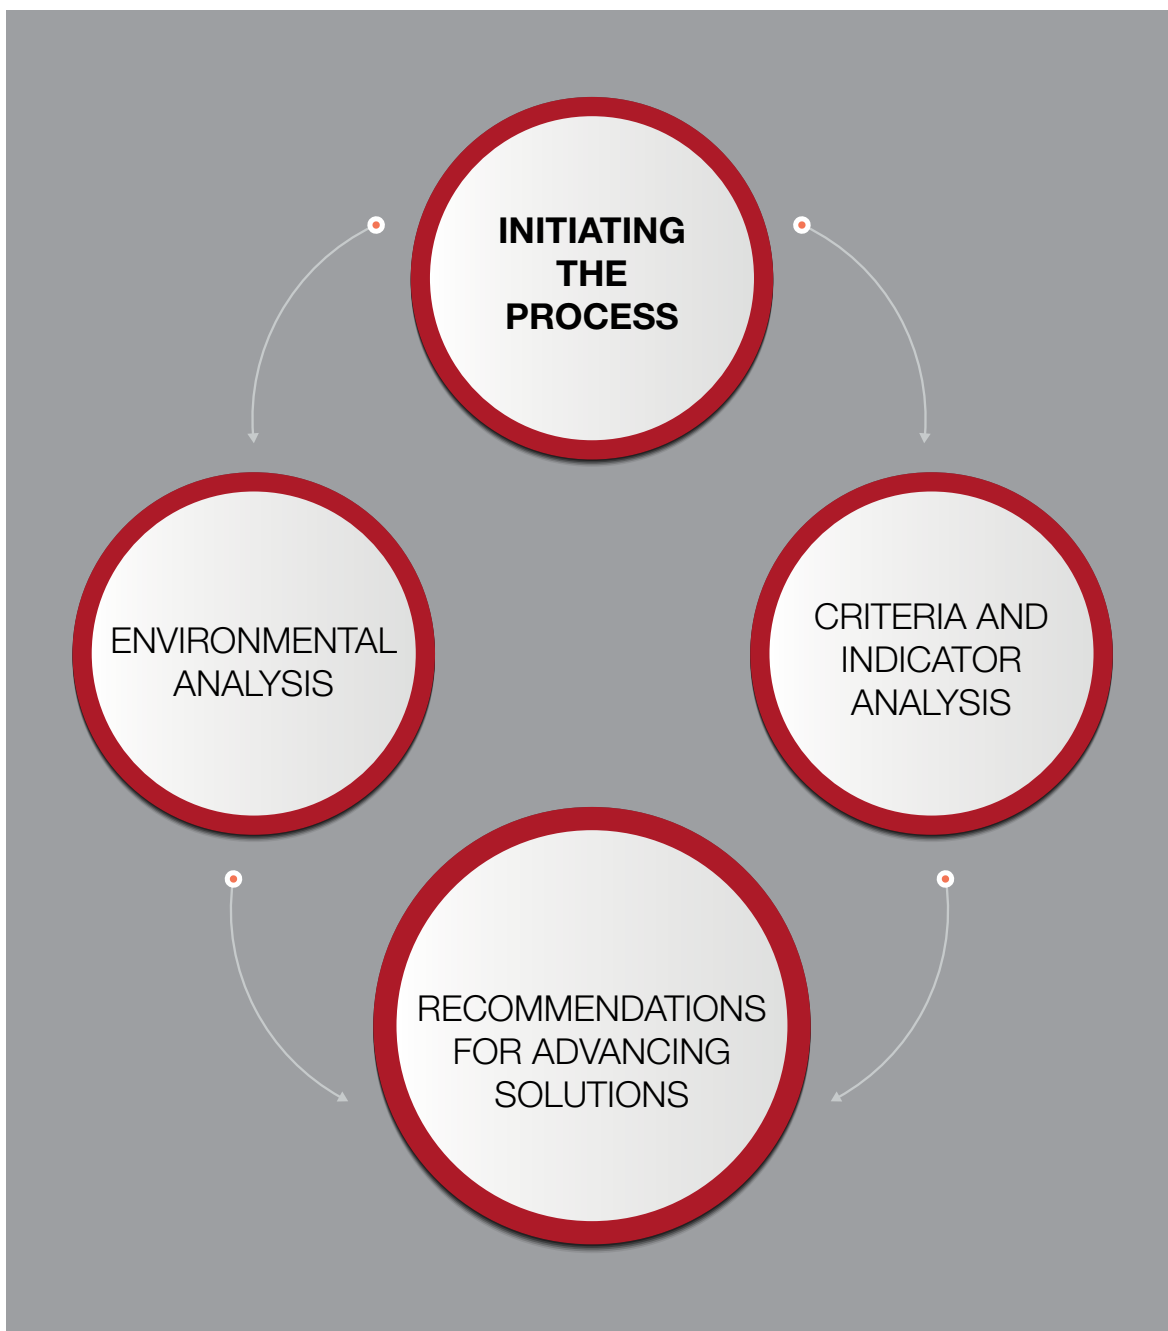 INITIATING
THE
PROCESS
ENVIRONMENTAL
ANALYSIS
CRITERIA AND
INDICATOR
ANALYSIS
RECOMMENDATIONS
FOR ADVANCING
SOLUTIONS